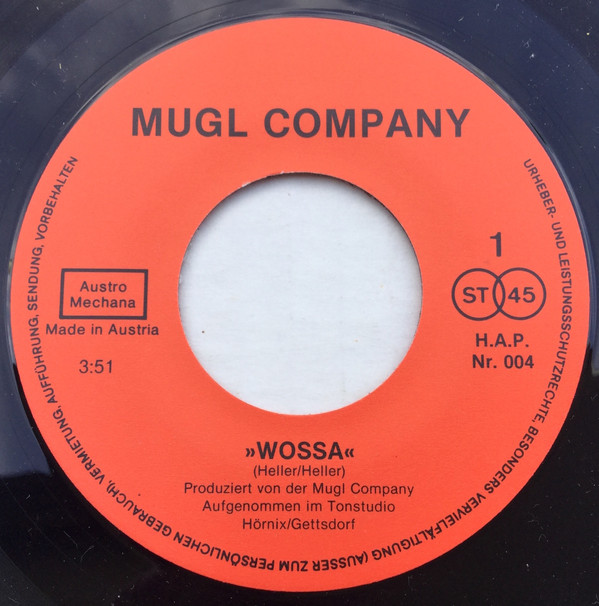 MUGL COMPANY
1
ST 45
H.A.P.
Nr. 004
Austro
Mechana
Made in Austria
3:51
»WOSSA«
(Heller/Heller)
Produziert von der Mugl Company
Aufgenommen im Tonstudio
Hörnix/Gettsdorf
URHEBER- UND LEISTUNGSSCHUTZRECHTE, BESONDERS VERVIELFÄLTIGUNG (AUSSER ZUM PERSÖNLICHEN GEBRAUCH), VERMIETUNG, AUFFÜHRUNG, SENDUNG, VORBEHALTEN